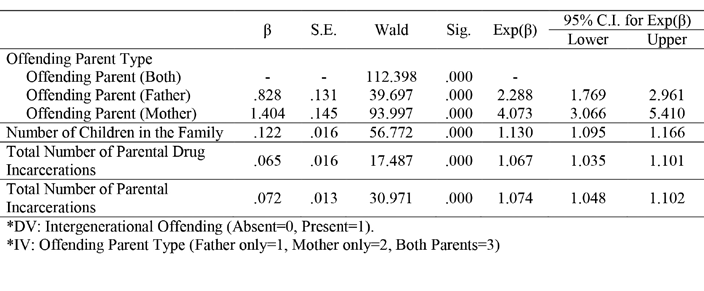 β S.E. Wald Sig. Exp(β) 95% C.I. for Exp(β)
Lower Upper
Offending Parent Type
Offending Parent (Both) - - 112.398 .000 -
Offending Parent (Father) .828 .131 39.697 .000 2.288 1.769 2.961
Offending Parent (Mother) 1.404 .145 93.997 .000 4.073 3.066 5.410
Number of Children in the Family .122 .016 56.772 .000 1.130 1.095 1.166
Total Number of Parental Drug
Incarcerations .065 .016 17.487 .000 1.067 1.035 1.101
Total Number of Parental
Incarcerations .072 .013 30.971 .000 1.074 1.048 1.102
*DV: Intergenerational Offending (Absent=0, Present=1).
*IV: Offending Parent Type (Father only=1, Mother only=2, Both Parents=3)